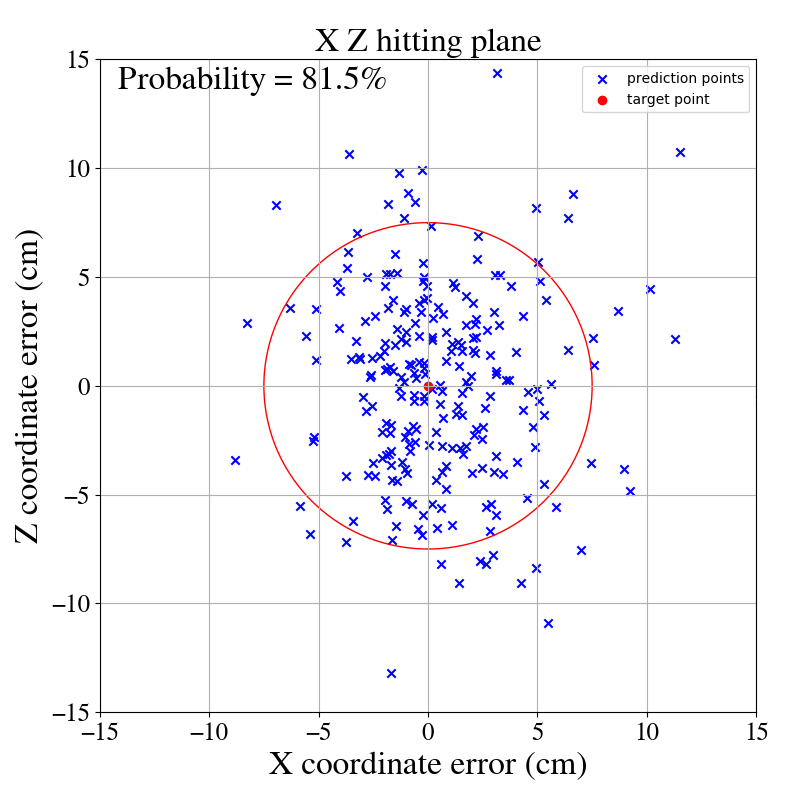 X Z hitting plane
Probability = 81.5%
prediction points
target point
Z coordinate error (cm)
15
10
5
0
−5
−10
−15
−15 −10 −5 0 5 10 15
X coordinate error (cm)